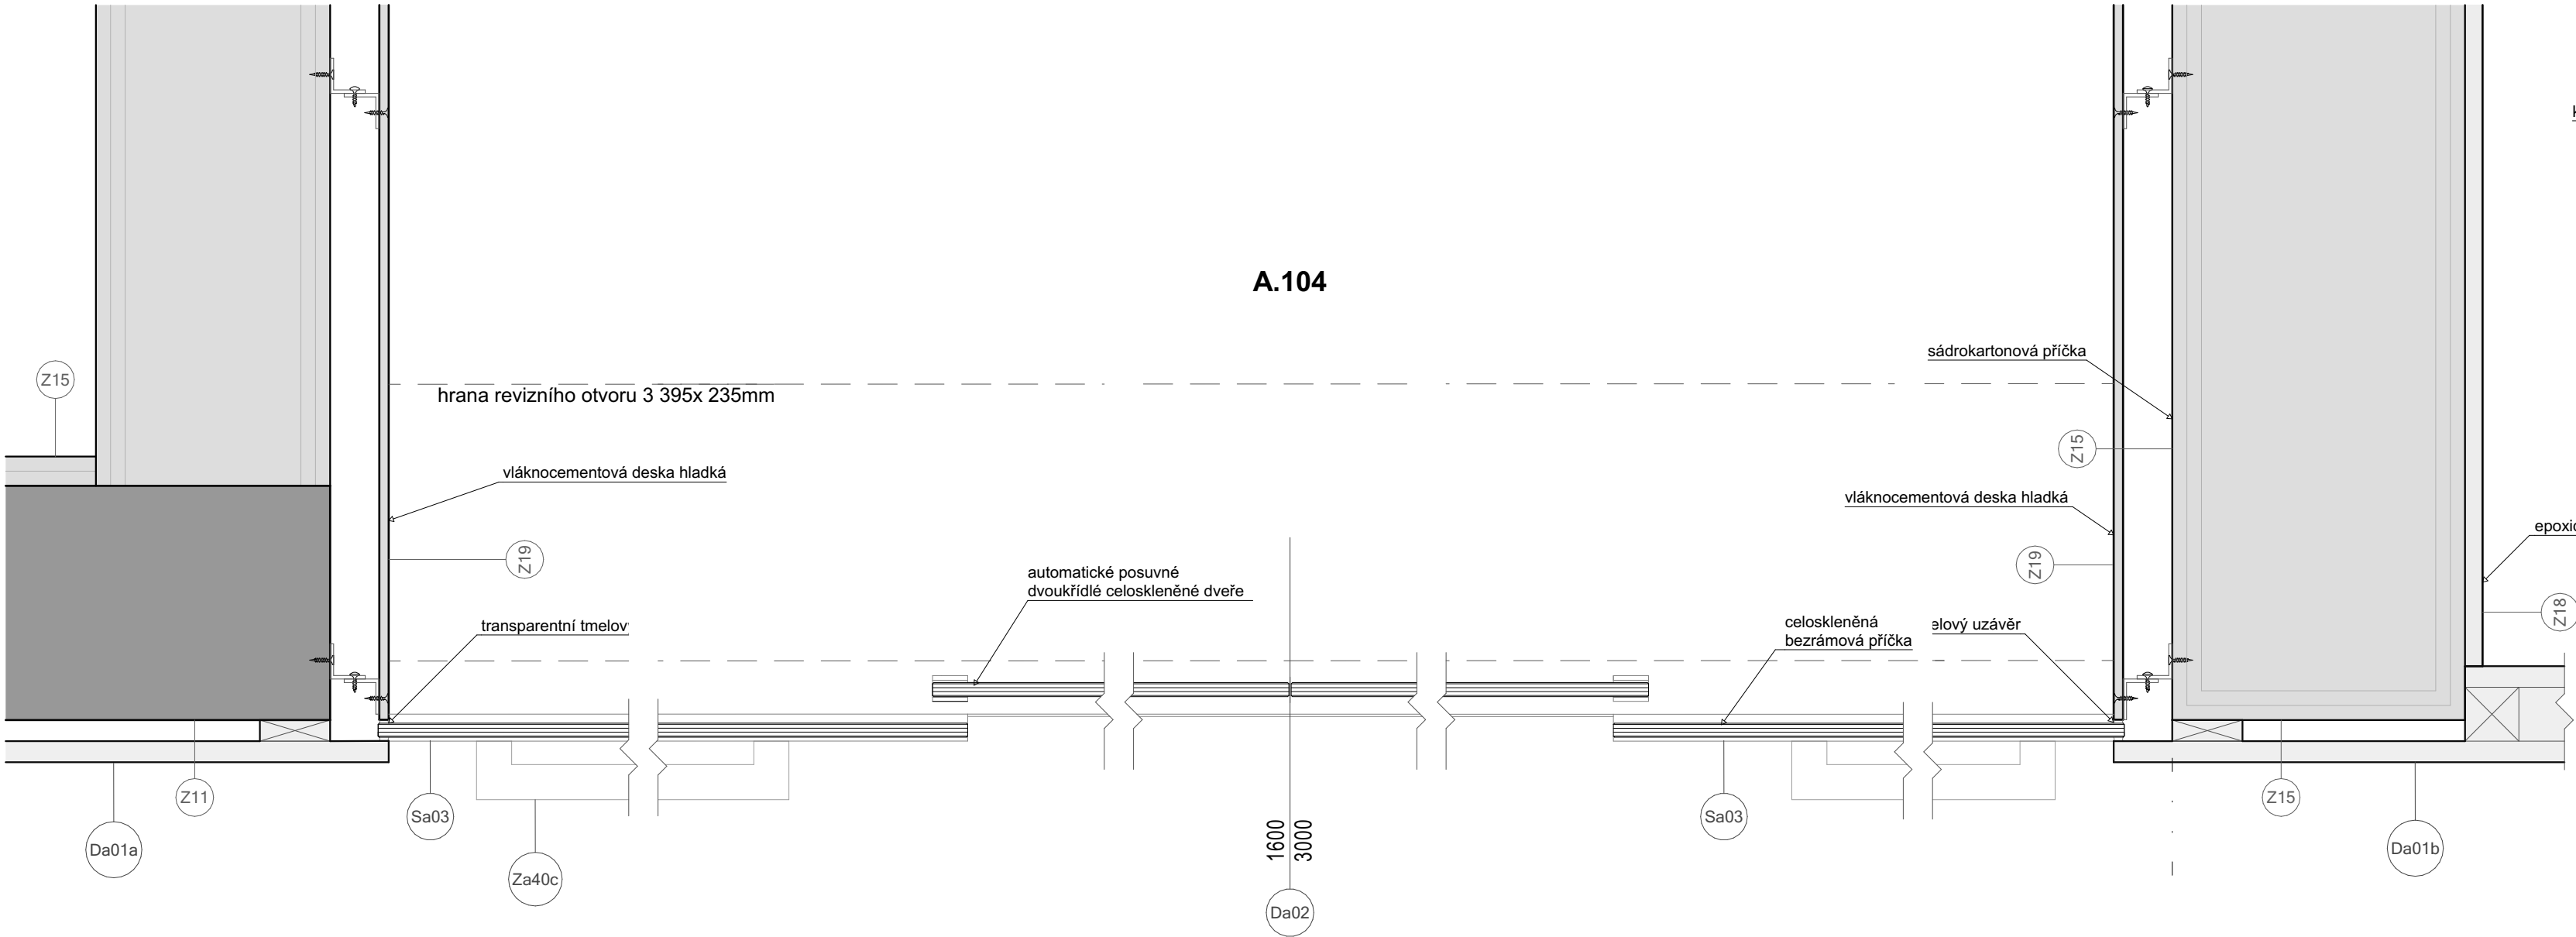 A.104
sádrokartonová příčka
Z15
hrana revizního otvoru 3 395x 235mm
Z15
vláknocementová deska hladká
vláknocementová deska hladká
epoxi
Z19
Z19
automatické posuvné
dvoukřídlé celoskleněné dveře
Z18
transparentní tmelov
celoskleněná
bezrámová příčka
elový uzávěr
Z11
Z15
Sa03
Sa03
1600
3000
Da01a
Da01b
Za40c
Da02